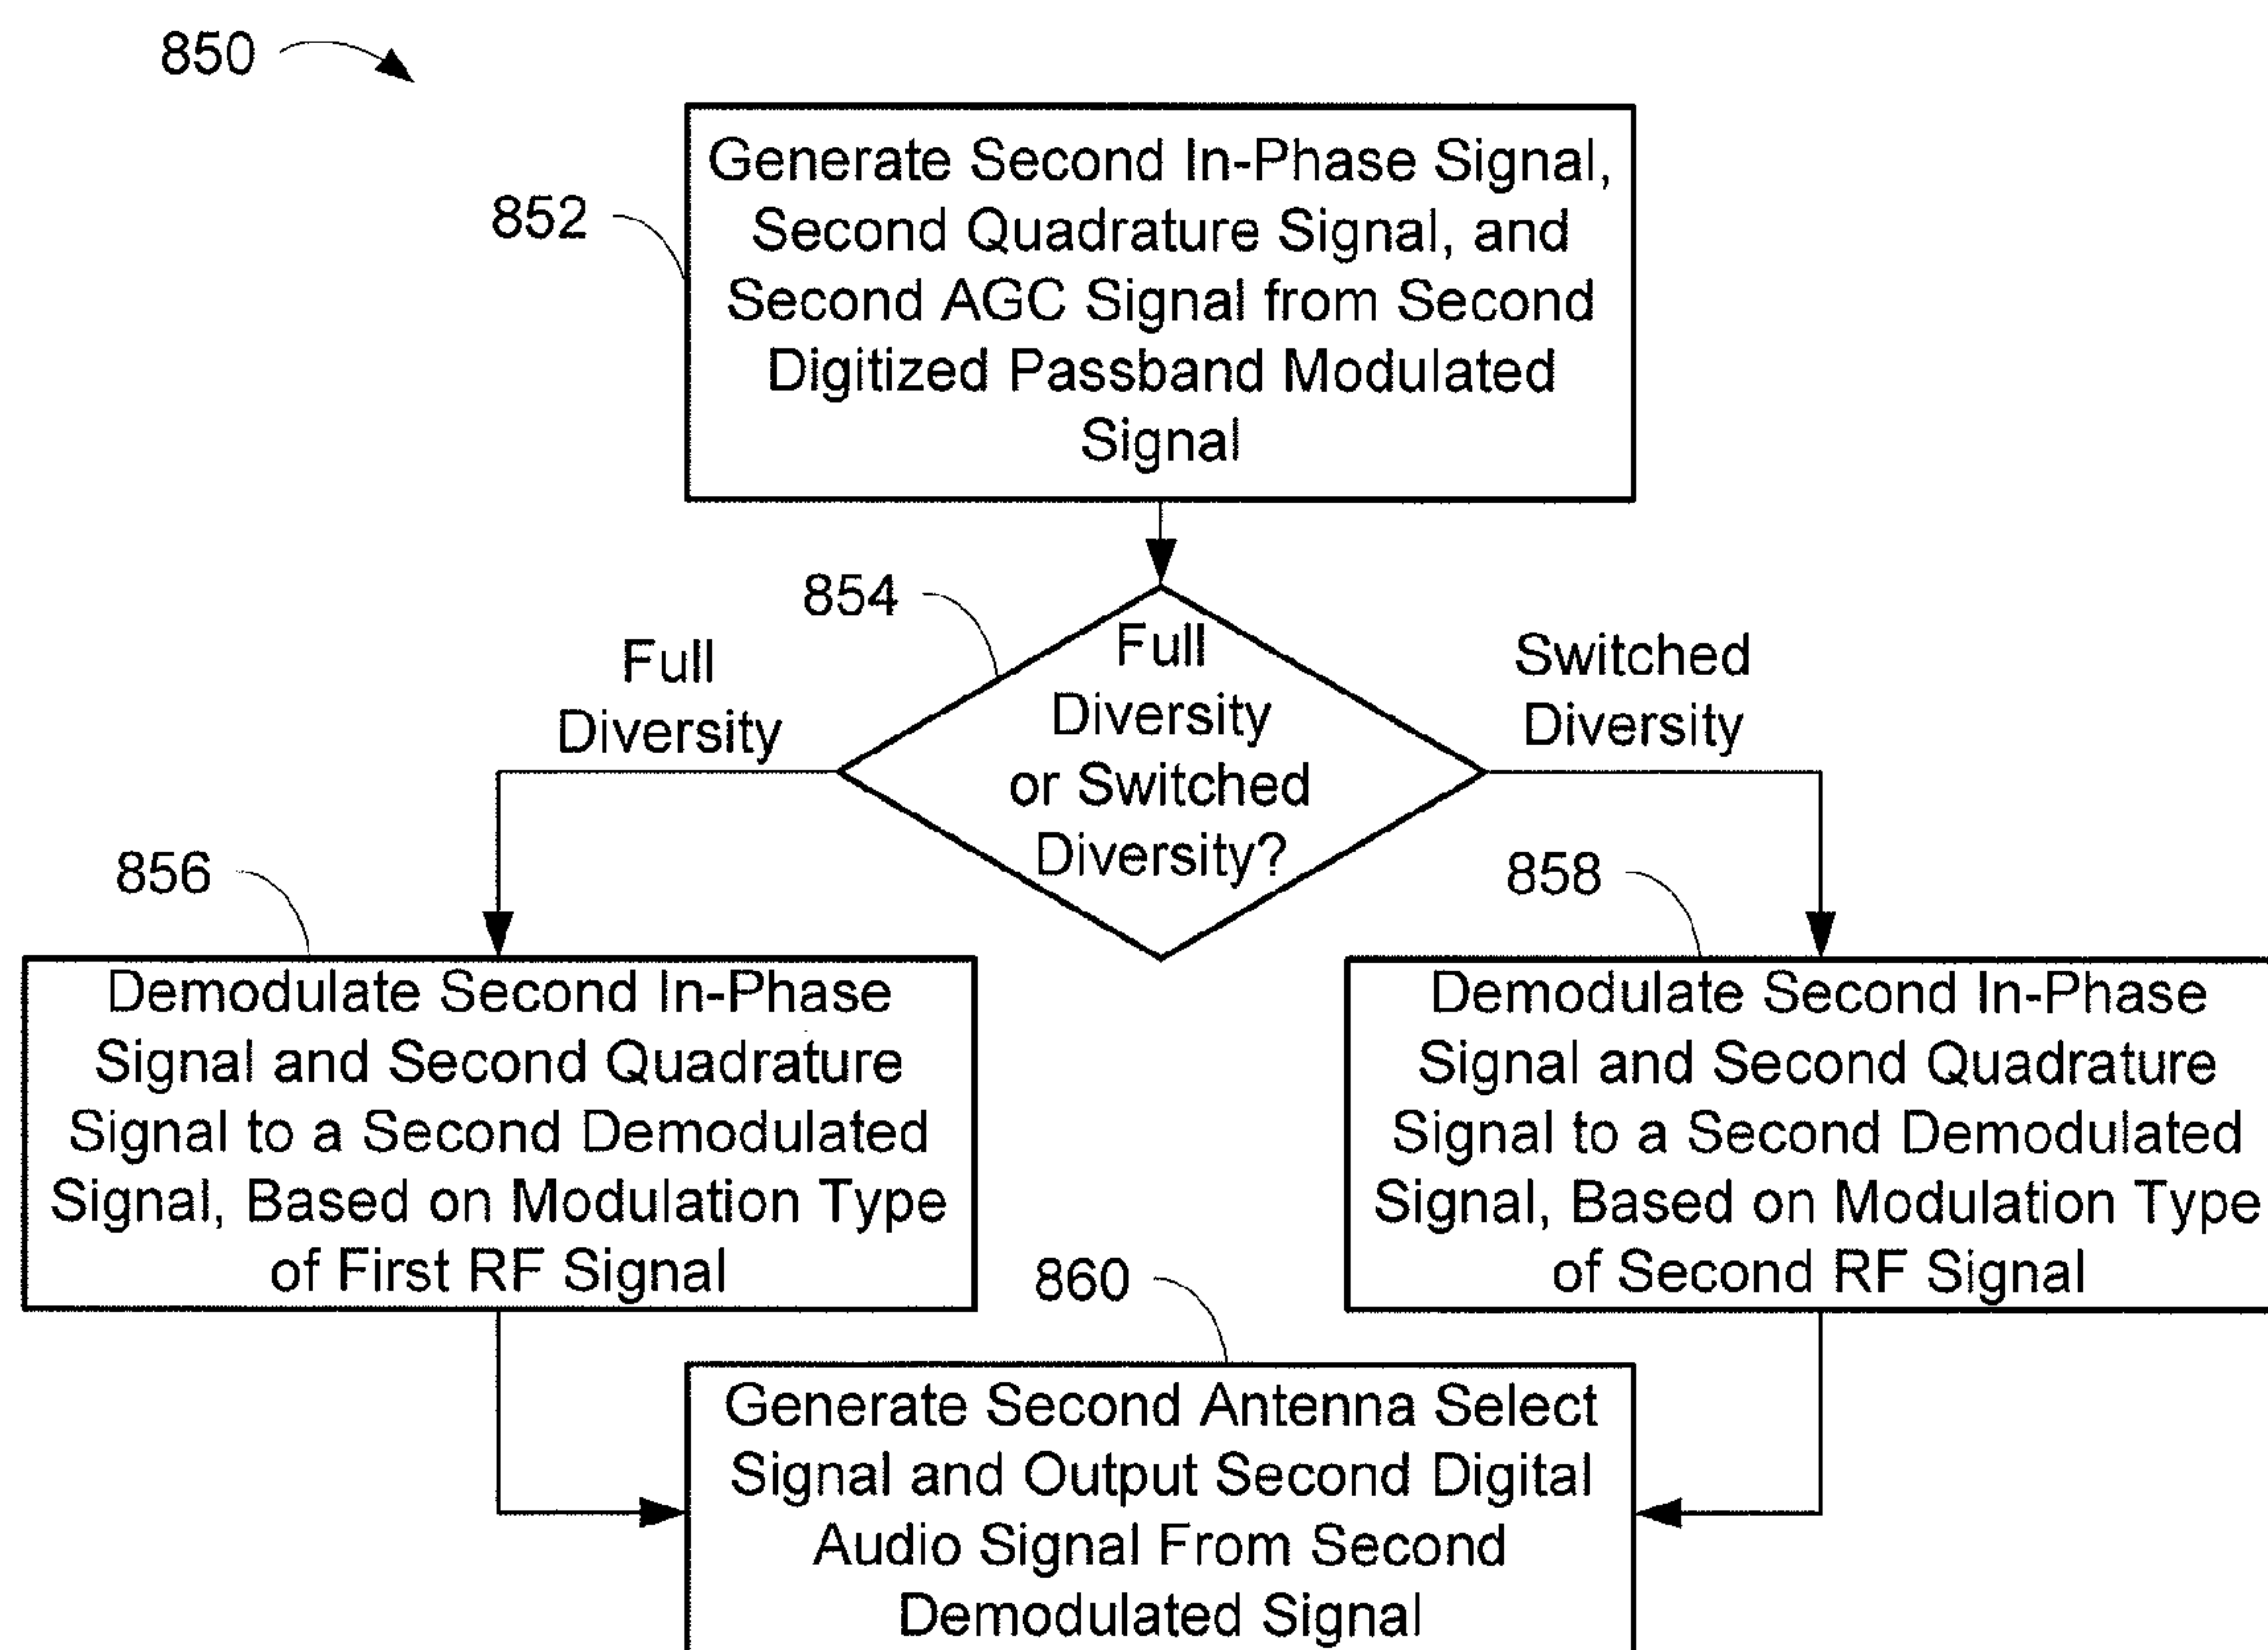 850
852
Generate Second In-Phase Signal,
Second Quadrature Signal, and
Second AGC Signal from Second
Digitized Passband Modulated
Signal
854
Full
Diversity
or Switched
Diversity?
Full
Diversity
Switched
Diversity
856
Demodulate Second In-Phase
Signal and Second Quadrature
Signal to a Second Demodulated
Signal, Based on Modulation Type
of First RF Signal
858
Demodulate Second In-Phase
Signal and Second Quadrature
Signal to a Second Demodulated
Signal, Based on Modulation Type
of Second RF Signal
860
Generate Second Antenna Select
Signal and Output Second Digital
Audio Signal From Second
Demodulated Signal